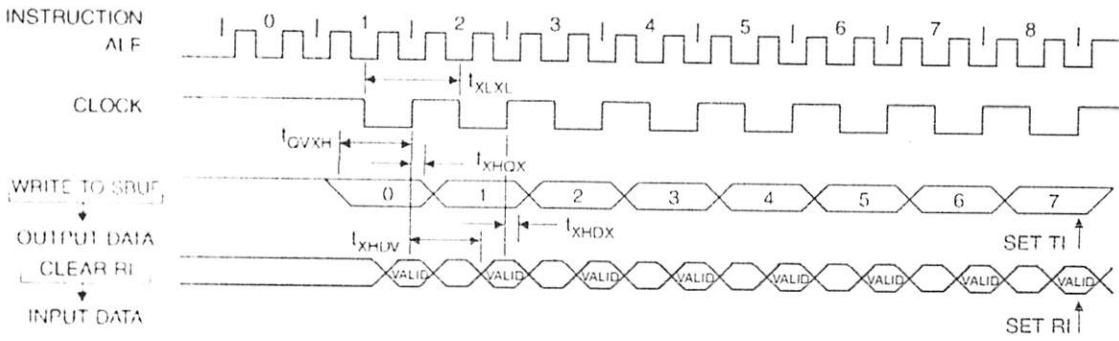 INSTRUCTION
0 1 2 3 4 5 6 7 8
ALE
tXLXL
CLOCK
tQVXH
tXHQX
WRITE TO SBUF
0 1 2 3 4 5 6 7
OUTPUT DATA
tXHDV
tXHDX
SET TI
CLEAR RI
VALID VALID VALID VALID VALID VALID VALID VALID
INPUT DATA
SET RI